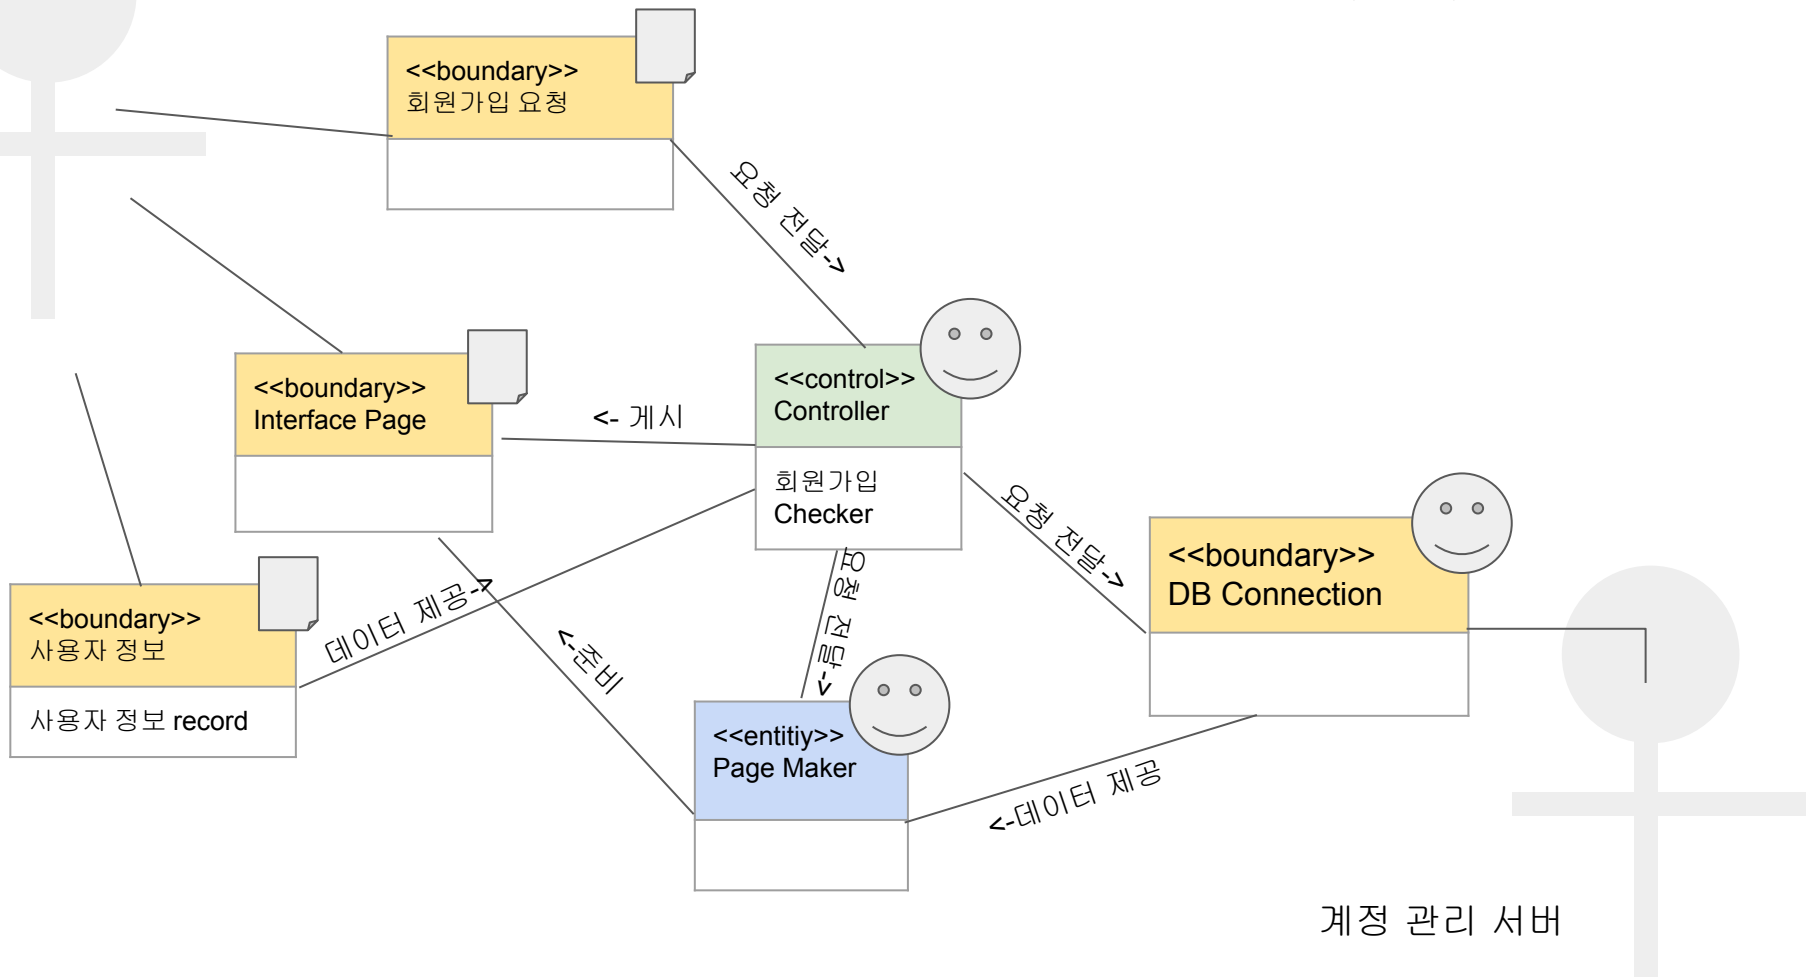 <<boundary>>
회원가입 요청
요청 전달->
<<boundary>>
Interface Page
<- 게시
<<control>>
Controller
회원가입
Checker
요청 전달->
<<boundary>>
DB Connection
<<boundary>>
사용자 정보
사용자 정보 record
데이터 제공->
<-준비
요청 전달->
<<entitiy>>
Page Maker
<-데이터 제공
계정 관리 서버